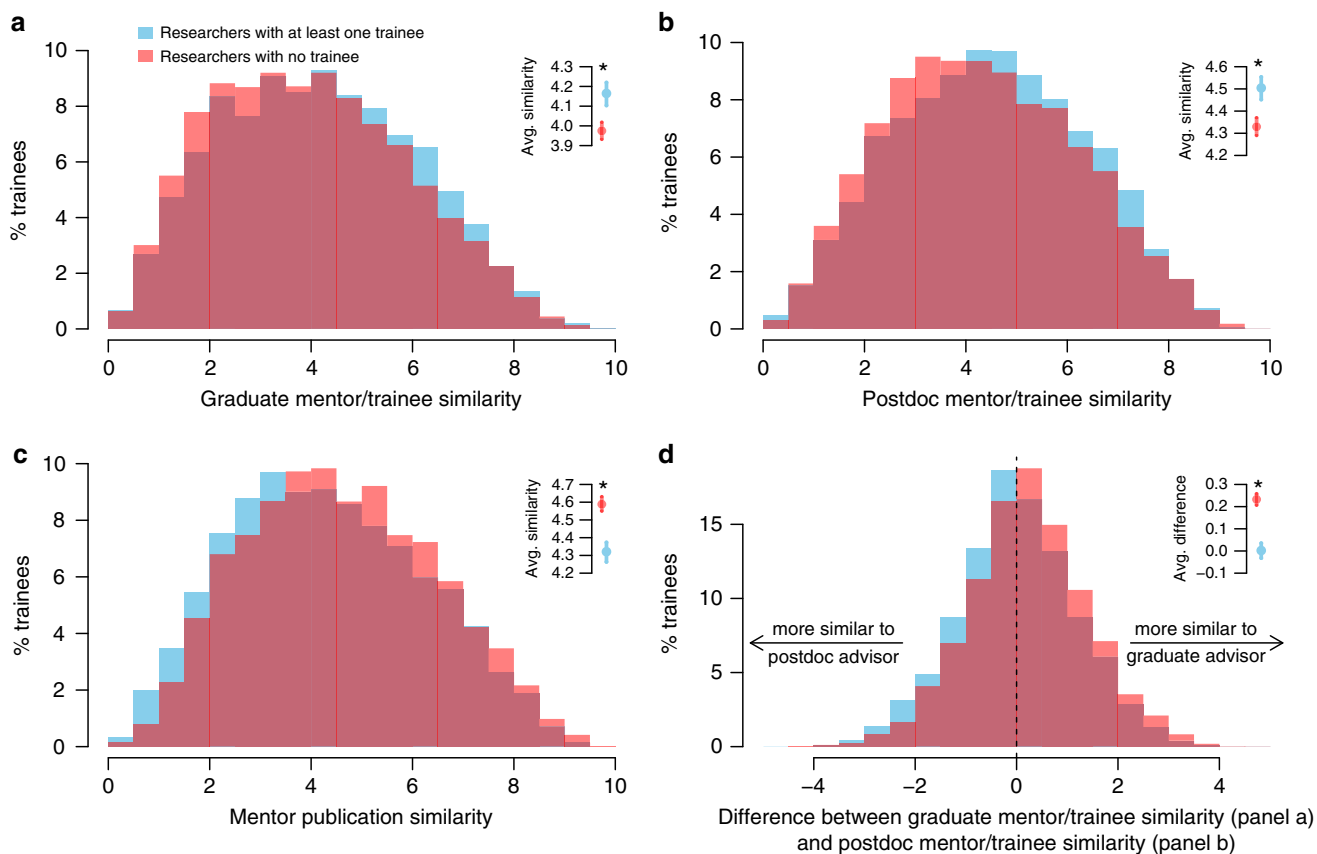 a
Researchers with at least one trainee
Researchers with no trainee
% trainees
10
8
6
4
2
0
0 2 4 6 8 10
Graduate mentor/trainee similarity
Avg. similarity
4.3
4.2
4.1
4.0
3.9
*
b
% trainees
10
8
6
4
2
0
0 2 4 6 8 10
Postdoc mentor/trainee similarity
Avg. similarity
4.6
4.5
4.4
4.3
4.2
*
c
% trainees
10
8
6
4
2
0
0 2 4 6 8 10
Mentor publication similarity
Avg. similarity
4.7
4.6
4.5
4.4
4.3
4.2
*
d
% trainees
15
10
5
0
−4 −2 0 2 4
more similar to
postdoc advisor
more similar to
graduate advisor
Avg. difference
0.3
0.2
0.1
0.0
−0.1
*
Difference between graduate mentor/trainee similarity (panel a)
and postdoc mentor/trainee similarity (panel b)